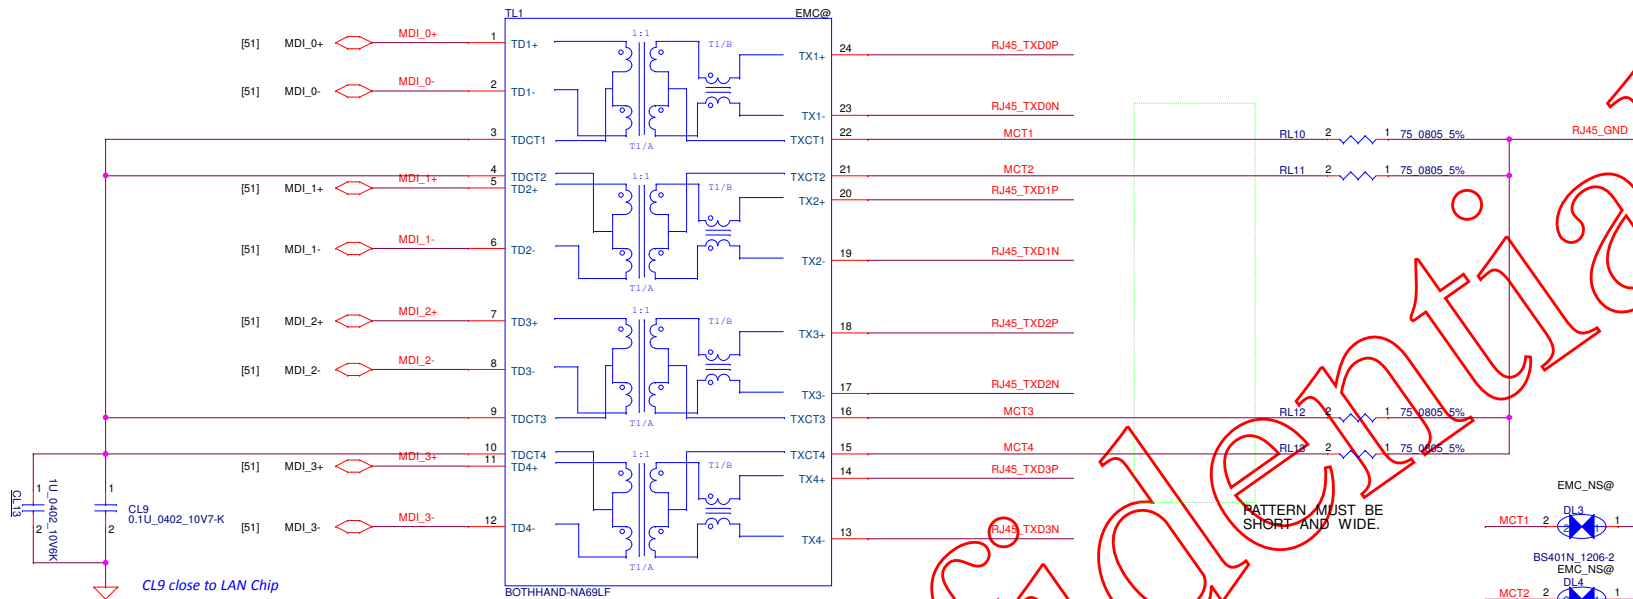 TL1 EMC@
[51] MDI_0+ MDI_0+ 1 TD1+ 1:1 T1/B TX1+ 24 RJ45_TXD0P
[51] MDI_0- MDI_0- 2 TD1- TX1- 23 RJ45_TXD0N
3 TDCT1 T1/A TXCT1 22 MCT1 RL10 2 1 75_0805_5% RJ45_GND
4 TDCT2 1:1 T1/B TXCT2 21 MCT2 RL11 2 1 75_0805_5%
[51] MDI_1+ MDI_1+ 5 TD2+ TX2+ 20 RJ45_TXD1P
[51] MDI_1- MDI_1- 6 TD2- TX2- 19 RJ45_TXD1N
T1/A
[51] MDI_2+ MDI_2+ 7 TD3+ 1:1 T1/B TX3+ 18 RJ45_TXD2P
[51] MDI_2- MDI_2- 8 TD3- TX3- 17 RJ45_TXD2N
9 TDCT3 T1/A TXCT3 16 MCT3 RL12 2 1 75_0805_5%
10 TDCT4 1:1 T1/B TXCT4 15 MCT4 RL13 2 1 75_0805_5%
[51] MDI_3+ MDI_3+ 11 TD4+ TX4+ 14 RJ45_TXD3P
[51] MDI_3- MDI_3- 12 TD4- TX4- 13 RJ45_TXD3N
T1/A
BOTHHAND-NA69LF
1 2 CL13
1U_0402_10V6K
1 2 CL9
0.1U_0402_10V7-K
CL9 close to LAN Chip
PATTERN MUST BE
SHORT AND WIDE.
EMC_NS@
DL3
MCT1 2 1
BS401N_1206-2
EMC_NS@
DL4
MCT2 2 1
fidentia